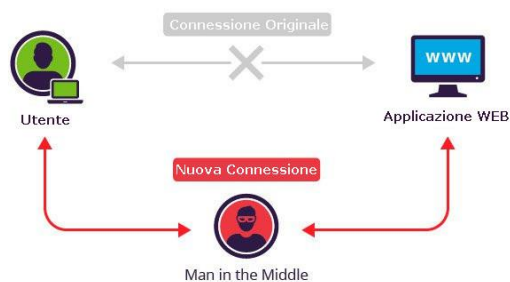 Connessione Originale
www
Utente
Applicazione WEB
Nuova Connessione
Man in the Middle